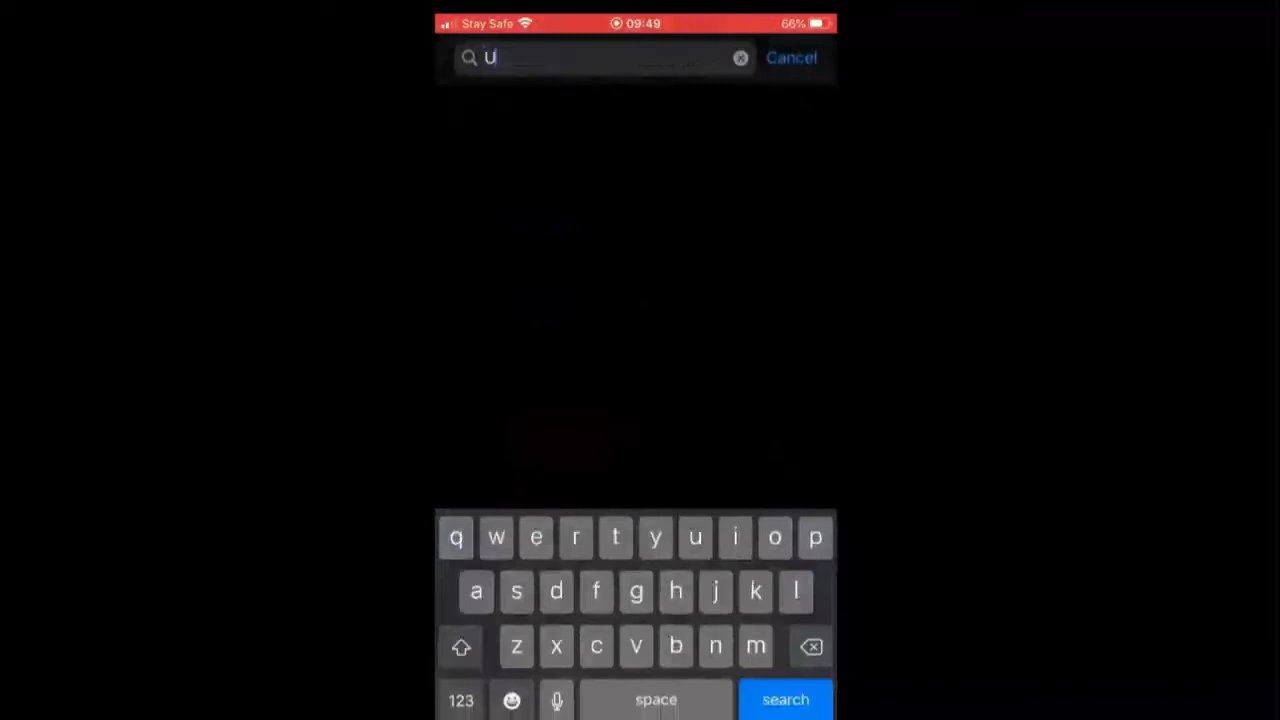 Stay Safe 09:49 66%
U Cancel
q w e r t y u i o p
a s d f g h j k l
z x c v b n m
123 space search